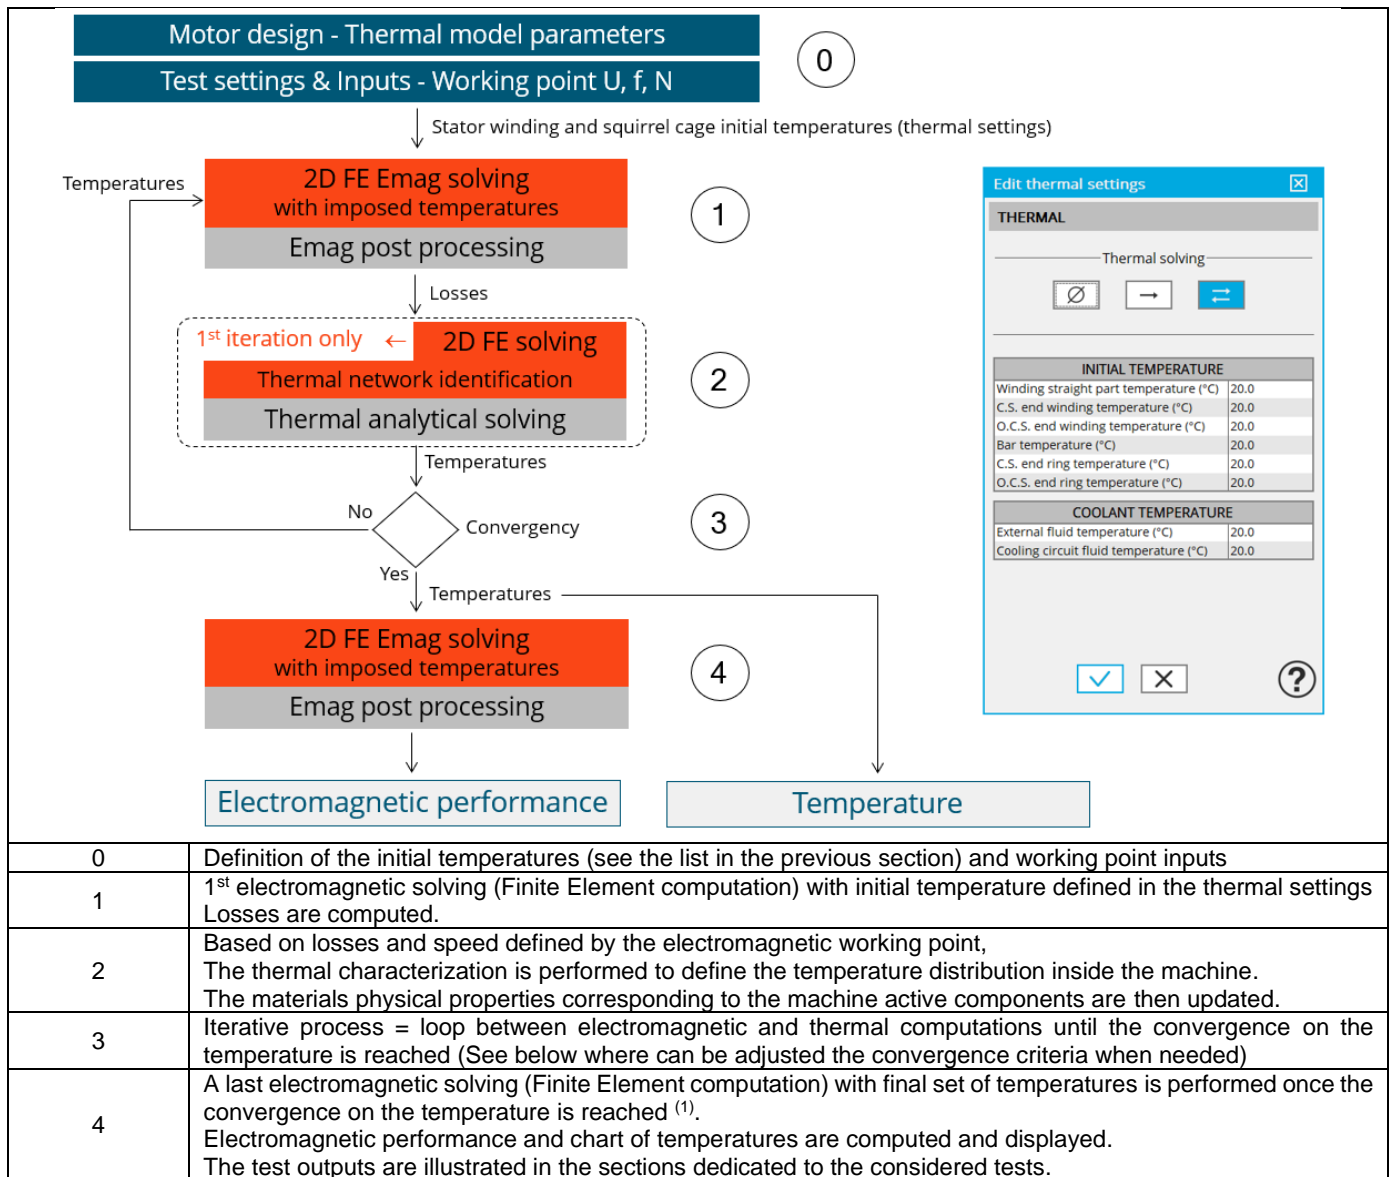 Motor design - Thermal model parameters
Test settings & Inputs - Working point U, f, N
0
Stator winding and squirrel cage initial temperatures (thermal settings)
Temperatures
2D FE Emag solving
with imposed temperatures
Emag post processing
1
Losses
1st iteration only ←
2D FE solving
Thermal network identification
Thermal analytical solving
2
Temperatures
No
Convergency
3
Yes
Temperatures
2D FE Emag solving
with imposed temperatures
Emag post processing
4
Electromagnetic performance
Temperature
Edit thermal settings
THERMAL
Thermal solving
INITIAL TEMPERATURE
Winding straight part temperature (°C) 20.0
C.S. end winding temperature (°C) 20.0
O.C.S. end winding temperature (°C) 20.0
Bar temperature (°C) 20.0
C.S. end ring temperature (°C) 20.0
O.C.S. end ring temperature (°C) 20.0
COOLANT TEMPERATURE
External fluid temperature (°C) 20.0
Cooling circuit fluid temperature (°C) 20.0
?
0 Definition of the initial temperatures (see the list in the previous section) and working point inputs
1 1st electromagnetic solving (Finite Element computation) with initial temperature defined in the thermal settings
Losses are computed.
2 Based on losses and speed defined by the electromagnetic working point,
The thermal characterization is performed to define the temperature distribution inside the machine.
The materials physical properties corresponding to the machine active components are then updated.
3 Iterative process = loop between electromagnetic and thermal computations until the convergence on the
temperature is reached (See below where can be adjusted the convergence criteria when needed)
4 A last electromagnetic solving (Finite Element computation) with final set of temperatures is performed once the
convergence on the temperature is reached (1).
Electromagnetic performance and chart of temperatures are computed and displayed.
The test outputs are illustrated in the sections dedicated to the considered tests.